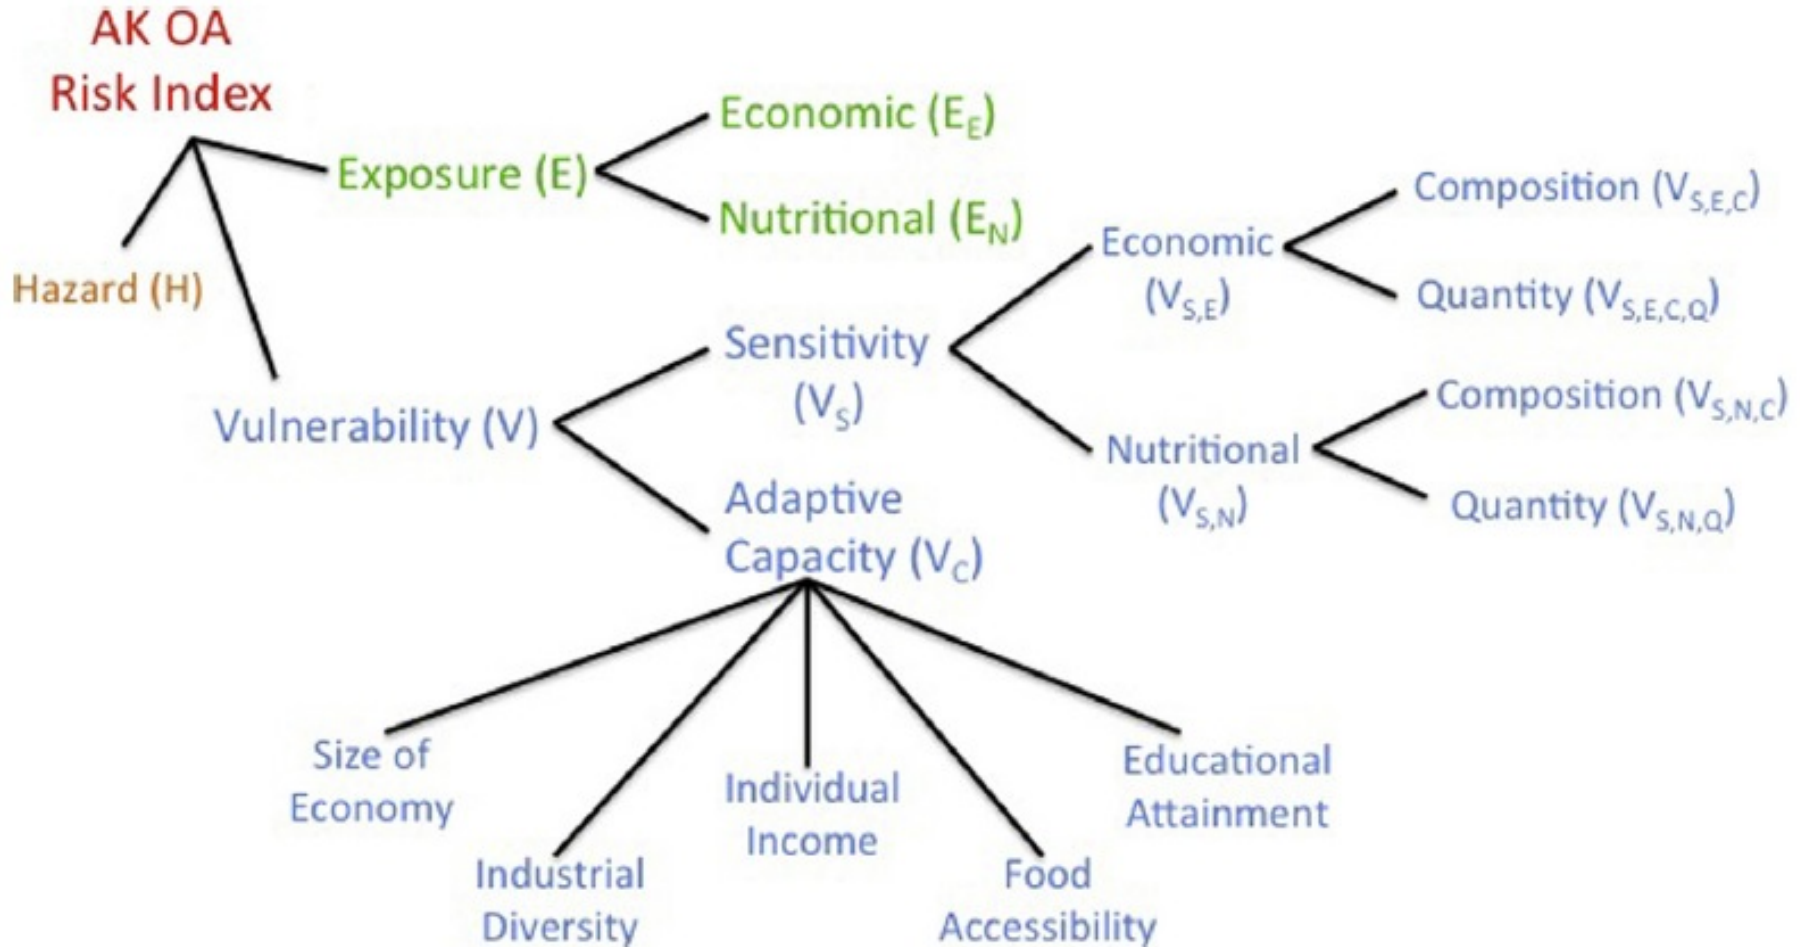 AK OA
Risk Index
Exposure (E)
Economic (E_E)
Nutritional (E_N)
Hazard (H)
Vulnerability (V)
Sensitivity
(V_S)
Economic
(V_S,E)
Composition (V_S,E,C)
Quantity (V_S,E,C,Q)
Nutritional
(V_S,N)
Composition (V_S,N,C)
Quantity (V_S,N,Q)
Adaptive
Capacity (V_C)
Size of
Economy
Industrial
Diversity
Individual
Income
Food
Accessibility
Educational
Attainment